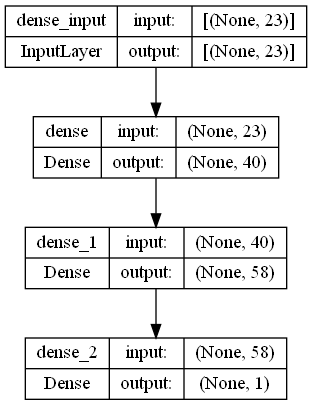 dense_input input: [(None, 23)]
InputLayer output: [(None, 23)]
dense input: (None, 23)
Dense output: (None, 40)
dense_1 input: (None, 40)
Dense output: (None, 58)
dense_2 input: (None, 58)
Dense output: (None, 1)